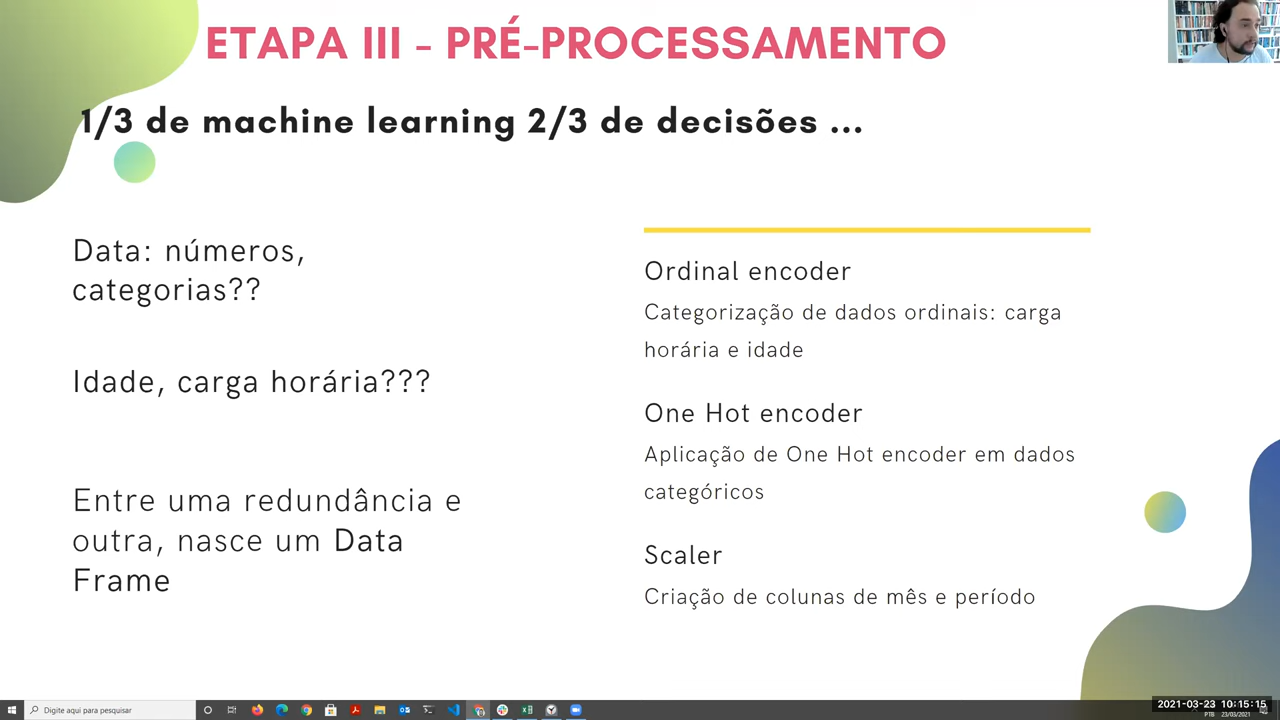 ETAPA III - PRÉ-PROCESSAMENTO
1/3 de machine learning 2/3 de decisões ...
Data: números,
categorias??
Idade, carga horária???
Entre uma redundância e
outra, nasce um Data
Frame
Ordinal encoder
Categorização de dados ordinais: carga
horária e idade
One Hot encoder
Aplicação de One Hot encoder em dados
categóricos
Scaler
Criação de colunas de mês e período
Digite aqui para pesquisar
2021-03-23 10:15:15
PTB 23/03/2021